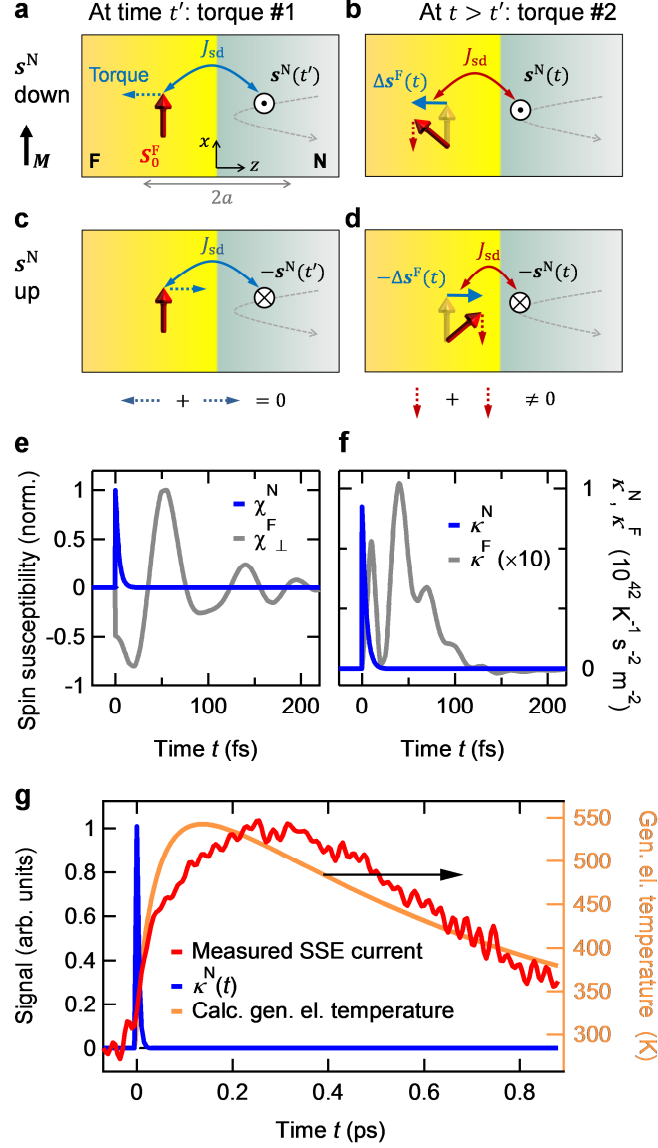 a At time t′: torque #1
b At t > t′: torque #2
s^N down
M
Torque
J_sd
s^N(t′)
S_0^F
F
x
z
N
2a
Δs^F(t)
J_sd
s^N(t)
c
d
s^N up
J_sd
−s^N(t′)
−Δs^F(t)
J_sd
−s^N(t)
+ = 0
+ ≠ 0
e
f
Spin susceptibility (norm.)
1
0.5
0
-0.5
-1
χ^N
χ_⊥^F
0 100 200
Time t (fs)
κ^N
κ^F (×10)
1
0
κ^N, κ^F (10^42 K^-1 s^-2 m^-2)
0 100 200
Time t (fs)
g
Signal (arb. units)
1
0.8
0.6
0.4
0.2
0
Measured SSE current
κ^N(t)
Calc. gen. el. temperature
550
500
450
400
350
300
Gen. el. temperature (K)
0 0.2 0.4 0.6 0.8
Time t (ps)